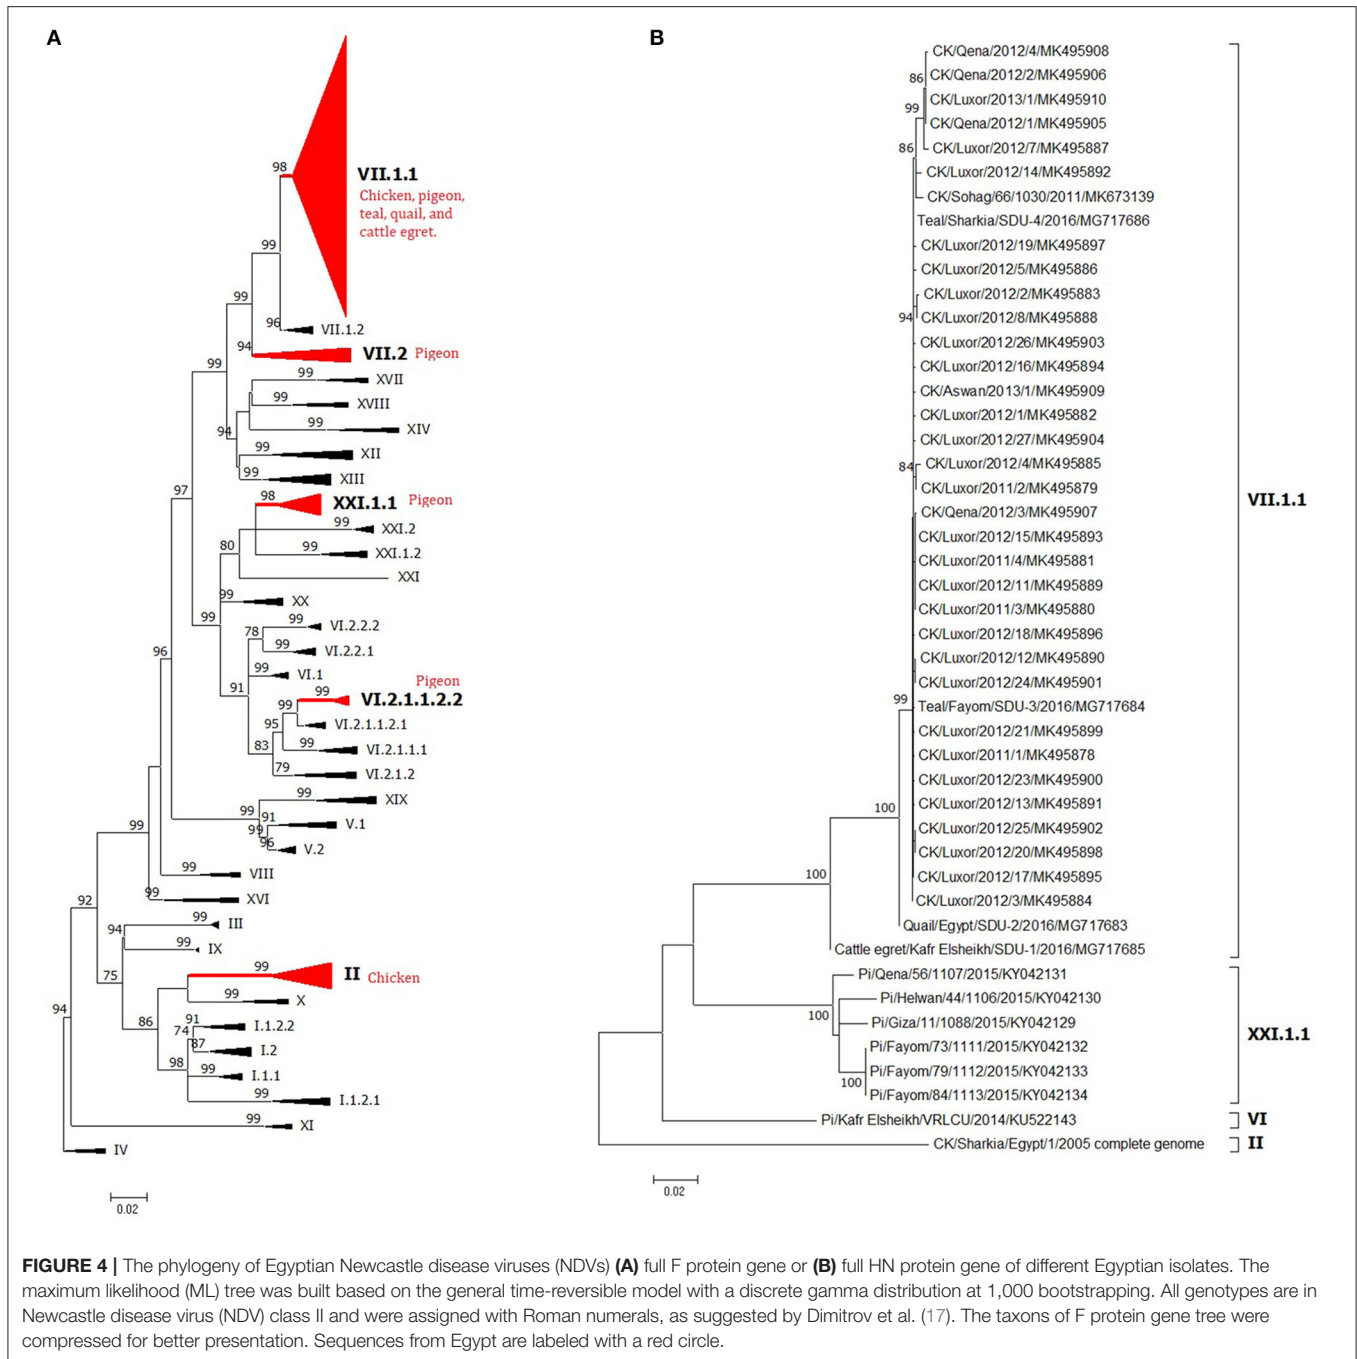 A
98
VII.1.1
Chicken, pigeon,
teal, quail, and
cattle egret.
99
99
96
VII.1.2
94
VII.2 Pigeon
99
99
XVII
99
XVIII
94
99
XIV
99
XII
99
XIII
97
98
XXI.1.1 Pigeon
99
XXI.2
80
99
XXI.1.2
XXI
99
XX
99
99
VI.2.2.2
78
99
VI.2.2.1
96
99
VI.1
91
Pigeon
99
VI.2.1.1.2.2
99
95
VI.2.1.1.2.1
83
99
VI.2.1.1.1
79
VI.2.1.2
99
XIX
99
91
V.1
99
99
96
V.2
99
VIII
99
XVI
92
99
III
94
99
IX
75
99
II Chicken
99
X
94
86
91
I.1.2.2
74
87
I.2
98
99
I.1.1
99
I.1.2.1
99
XI
IV
0.02
B
CK/Qena/2012/4/MK495908
86
CK/Qena/2012/2/MK495906
99
CK/Luxor/2013/1/MK495910
CK/Qena/2012/1/MK495905
86
CK/Luxor/2012/7/MK495887
CK/Luxor/2012/14/MK495892
CK/Sohag/66/1030/2011/MK673139
Teal/Sharkia/SDU-4/2016/MG717686
CK/Luxor/2012/19/MK495897
CK/Luxor/2012/5/MK495886
CK/Luxor/2012/2/MK495883
94
CK/Luxor/2012/8/MK495888
CK/Luxor/2012/26/MK495903
CK/Luxor/2012/16/MK495894
CK/Aswan/2013/1/MK495909
CK/Luxor/2012/1/MK495882
CK/Luxor/2012/27/MK495904
84
CK/Luxor/2012/4/MK495885
CK/Luxor/2011/2/MK495879
VII.1.1
CK/Qena/2012/3/MK495907
CK/Luxor/2012/15/MK495893
CK/Luxor/2011/4/MK495881
CK/Luxor/2012/11/MK495889
CK/Luxor/2011/3/MK495880
CK/Luxor/2012/18/MK495896
CK/Luxor/2012/12/MK495890
CK/Luxor/2012/24/MK495901
99
Teal/Fayom/SDU-3/2016/MG717684
CK/Luxor/2012/21/MK495899
CK/Luxor/2011/1/MK495878
CK/Luxor/2012/23/MK495900
CK/Luxor/2012/13/MK495891
100
CK/Luxor/2012/25/MK495902
CK/Luxor/2012/20/MK495898
100
CK/Luxor/2012/17/MK495895
CK/Luxor/2012/3/MK495884
Quail/Egypt/SDU-2/2016/MG717683
Cattle egret/Kafr Elsheikh/SDU-1/2016/MG717685
Pi/Qena/56/1107/2015/KY042131
Pi/Helwan/44/1106/2015/KY042130
100
Pi/Giza/11/1088/2015/KY042129
XXI.1.1
Pi/Fayom/73/1111/2015/KY042132
Pi/Fayom/79/1112/2015/KY042133
100
Pi/Fayom/84/1113/2015/KY042134
Pi/Kafr Elsheikh/VRLCU/2014/KU522143
VI
CK/Sharkia/Egypt/1/2005 complete genome
II
0.02
FIGURE 4 | The phylogeny of Egyptian Newcastle disease viruses (NDVs) (A) full F protein gene or (B) full HN protein gene of different Egyptian isolates. The
maximum likelihood (ML) tree was built based on the general time-reversible model with a discrete gamma distribution at 1,000 bootstrapping. All genotypes are in
Newcastle disease virus (NDV) class II and were assigned with Roman numerals, as suggested by Dimitrov et al. (17). The taxons of F protein gene tree were
compressed for better presentation. Sequences from Egypt are labeled with a red circle.